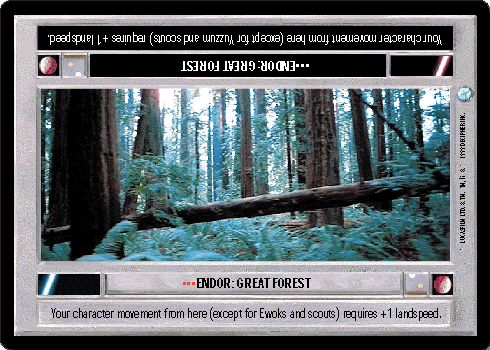 Your character movement from here (except for Yuzzum and scouts) requires +1 landspeed.
•••ENDOR: GREAT FOREST
•••ENDOR: GREAT FOREST
Your character movement from here (except for Ewoks and scouts) requires +1 landspeed.